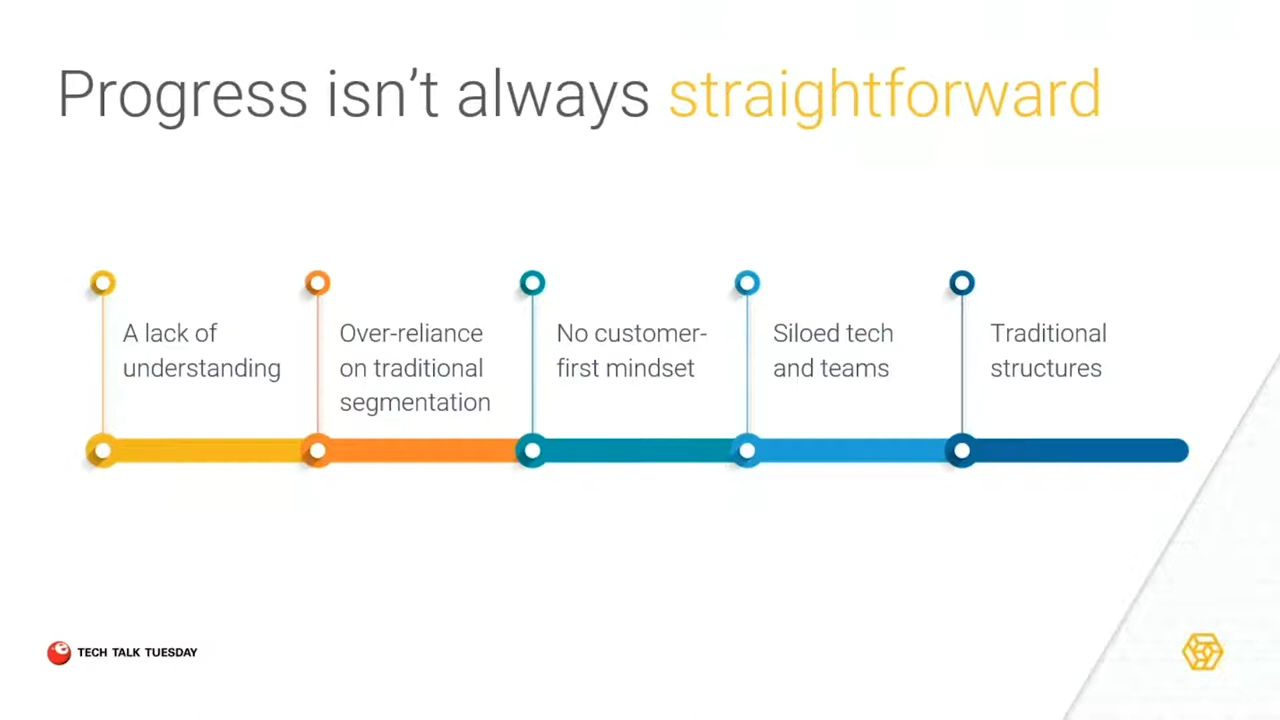 Progress isn’t always straightforward
A lack of
understanding
Over-reliance
on traditional
segmentation
No customer-
first mindset
Siloed tech
and teams
Traditional
structures
TECH TALK TUESDAY